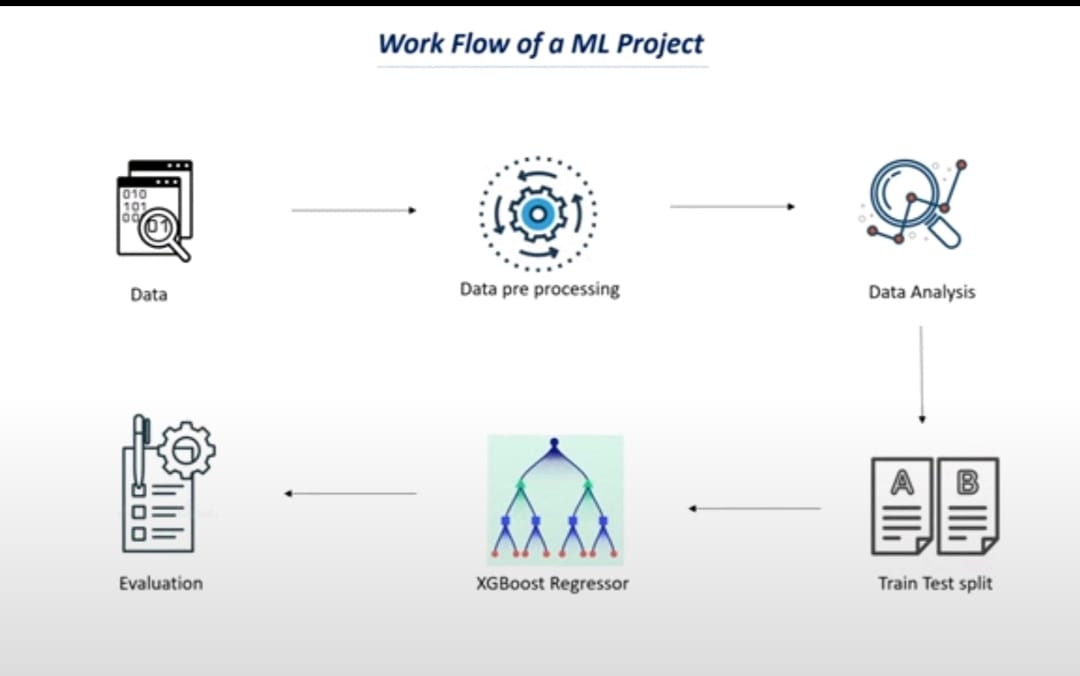 Work Flow of a ML Project
010
101
00
01
Data
Data pre processing
Data Analysis
A
B
Train Test split
XGBoost Regressor
Evaluation